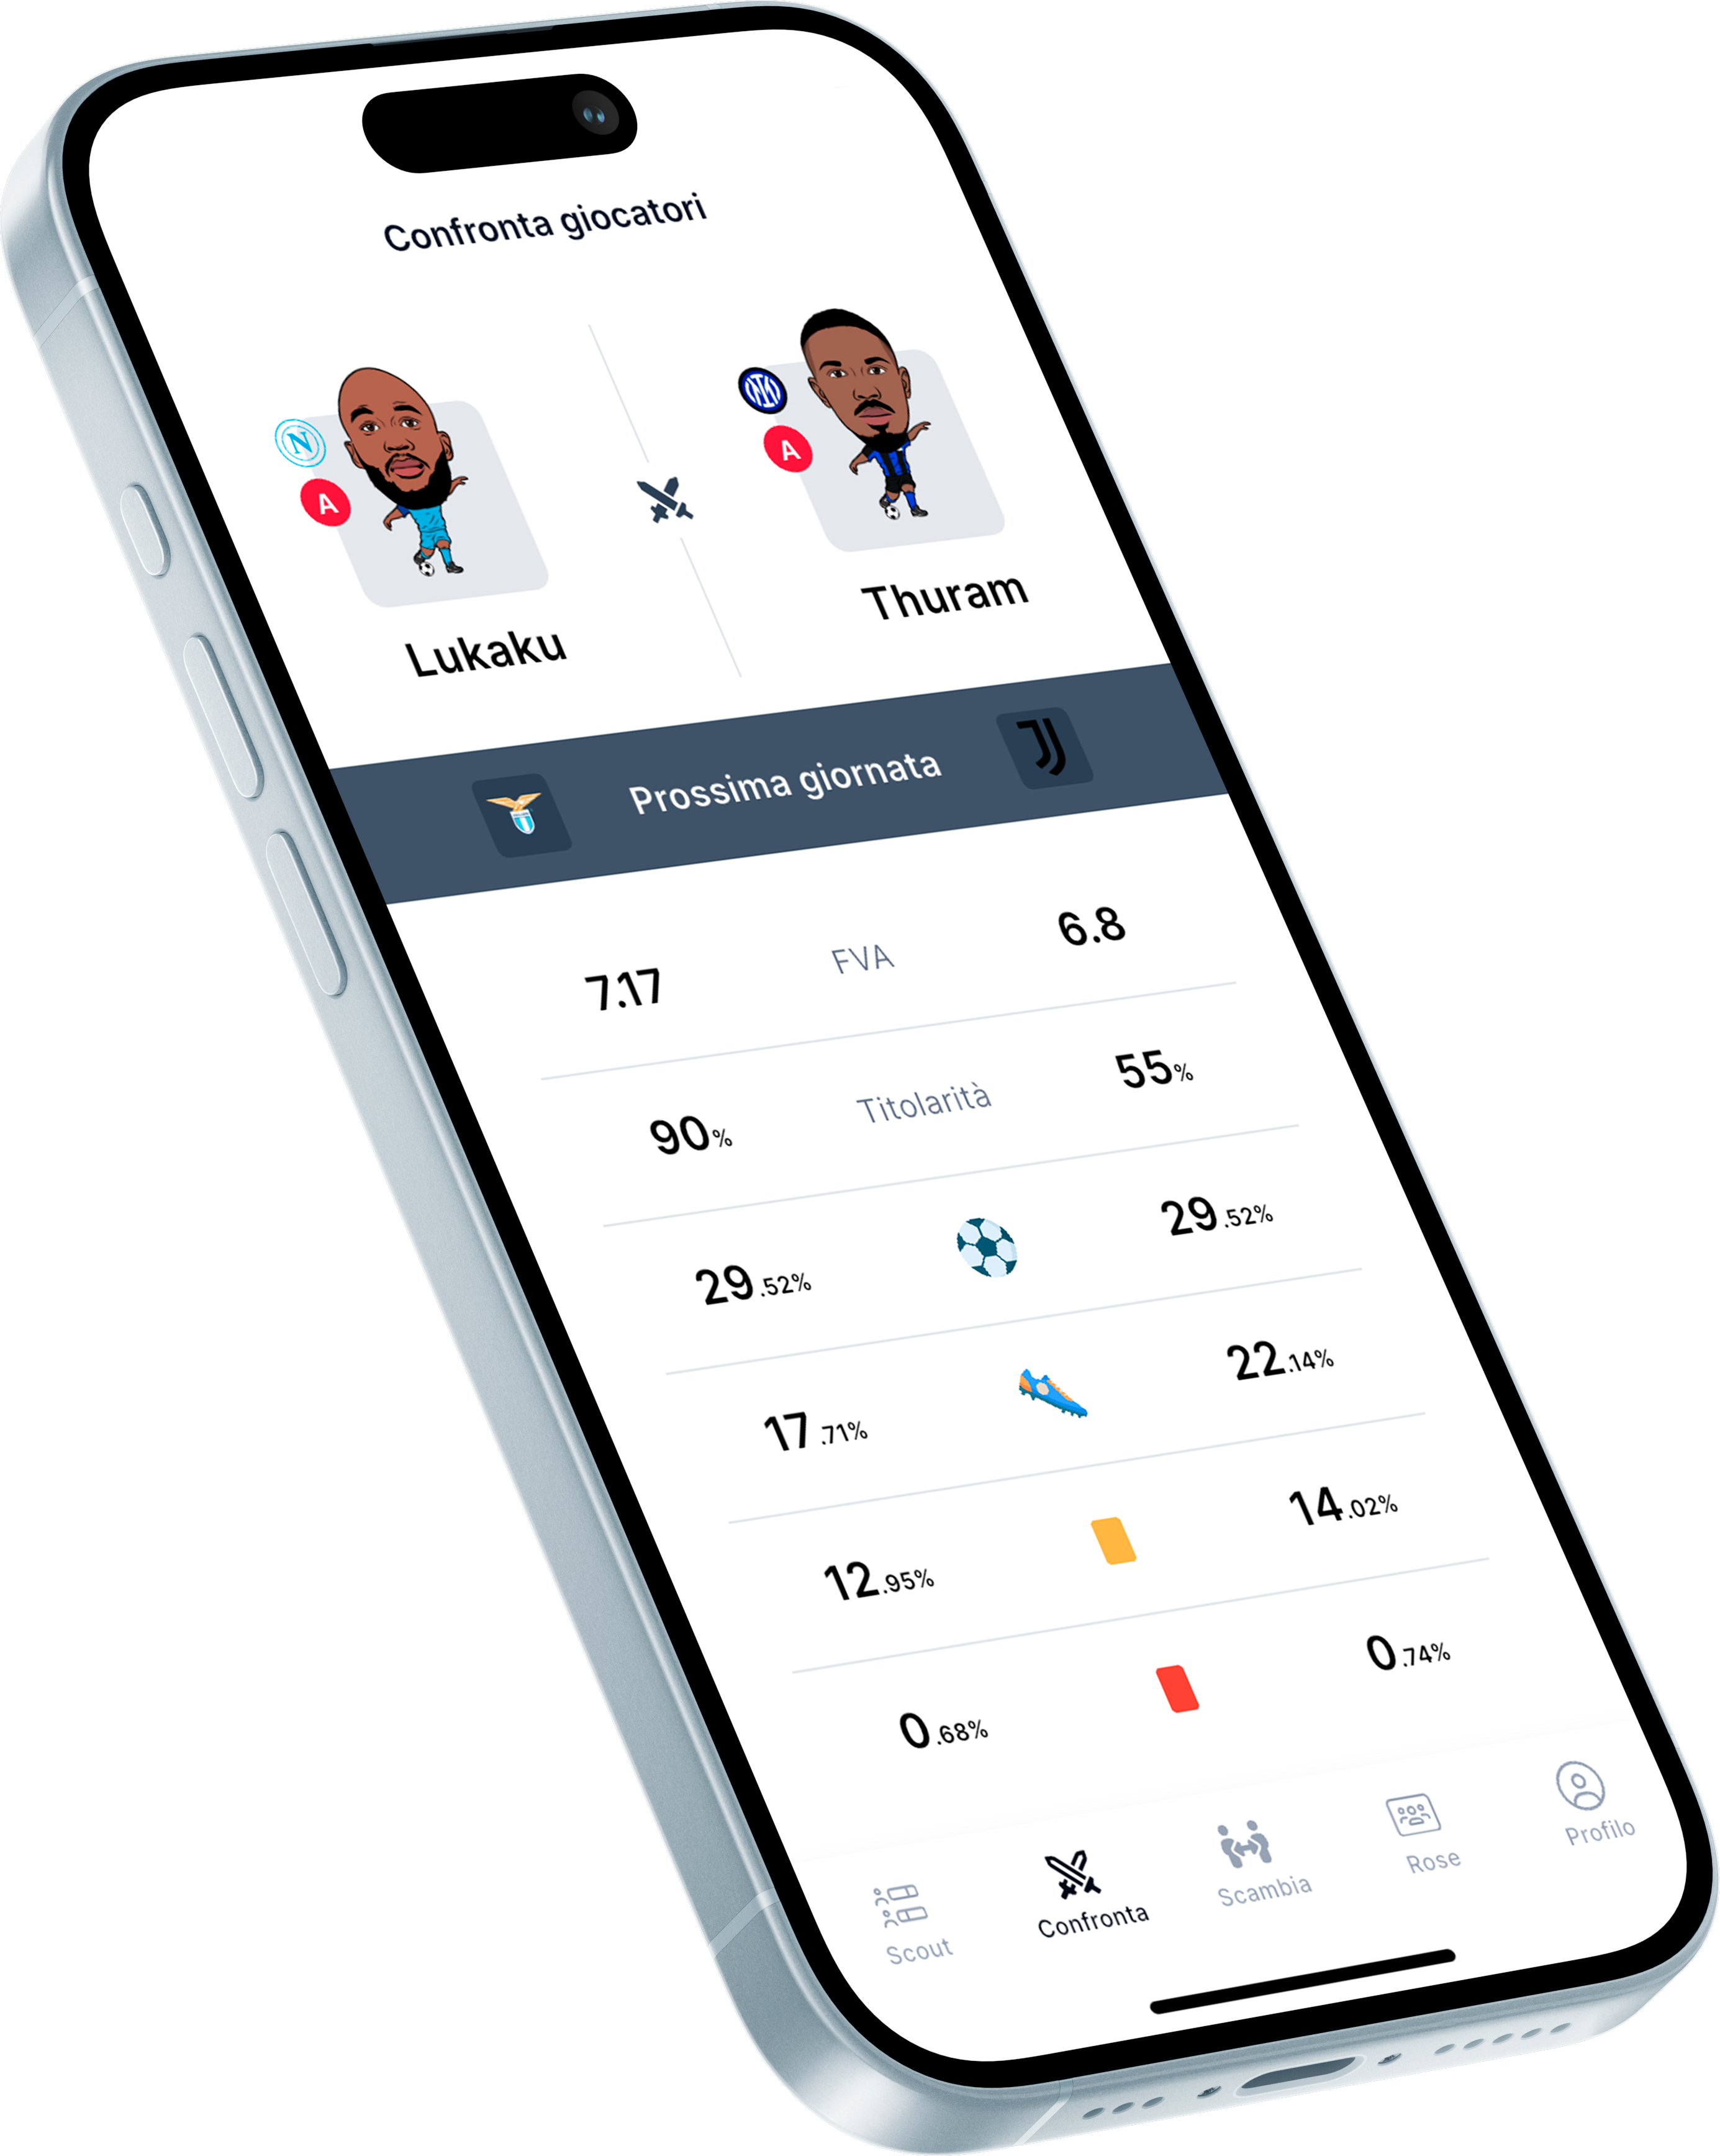 Confronta giocatori
N
A
A
Lukaku
Thuram
Prossima giornata
7.17 FVA 6.8
90% Titolarità 55%
29.52% 29.52%
17.71% 22.14%
12.95% 14.02%
0.68% 0.74%
Scout Confronta Scambia Rose Profilo